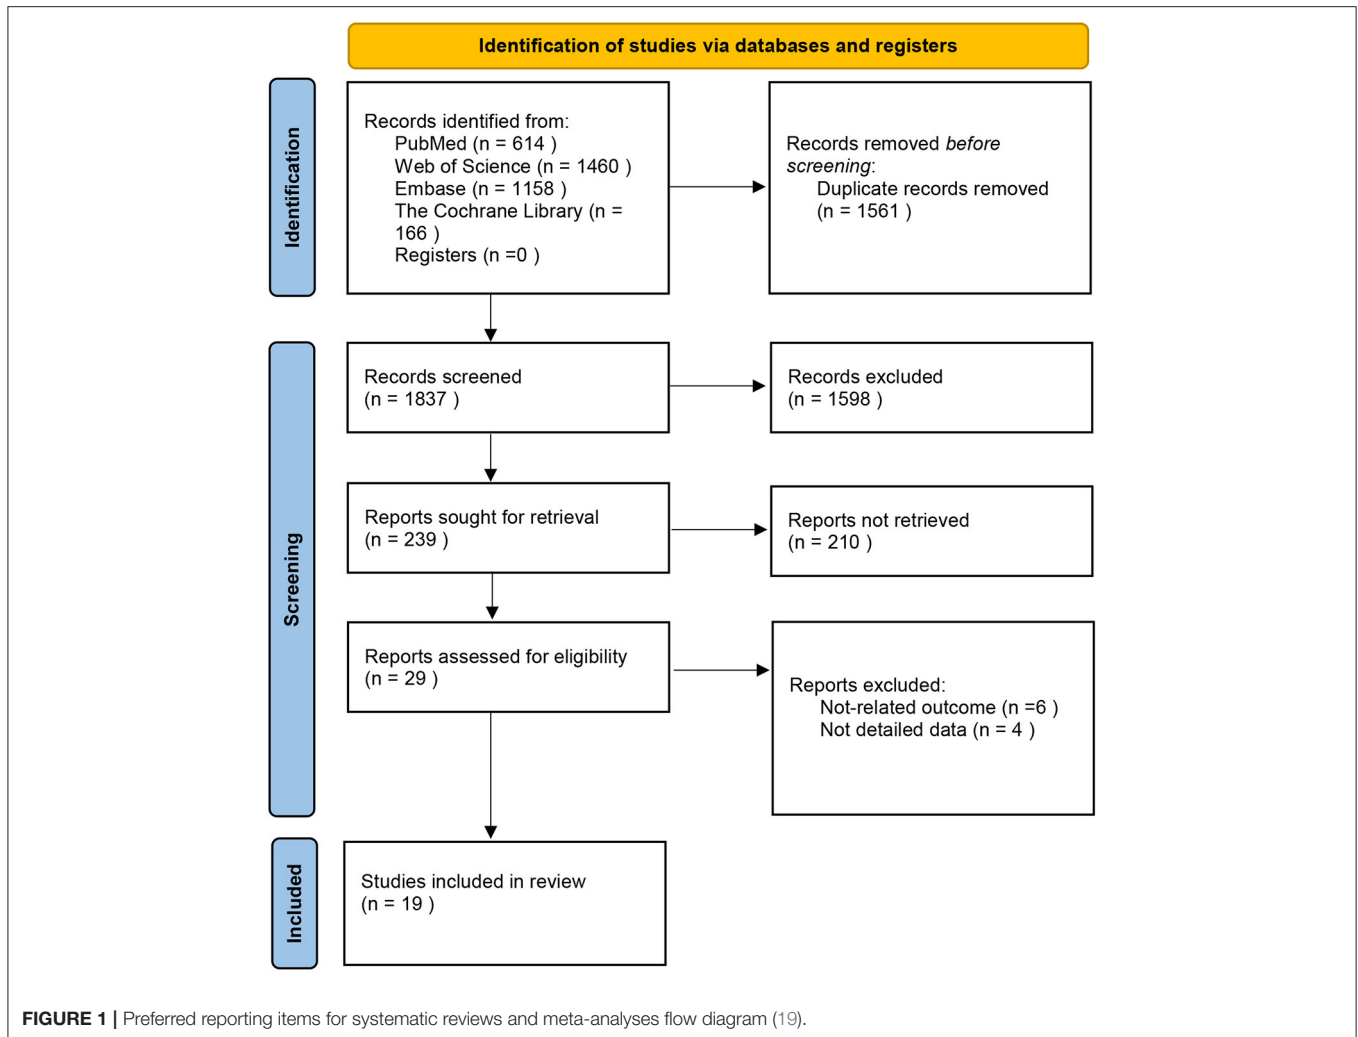 Identification of studies via databases and registers
Identification
Records identified from:
PubMed (n = 614 )
Web of Science (n = 1460 )
Embase (n = 1158 )
The Cochrane Library (n =
166 )
Registers (n =0 )
Records removed before
screening:
Duplicate records removed
(n = 1561 )
Screening
Records screened
(n = 1837 )
Records excluded
(n = 1598 )
Reports sought for retrieval
(n = 239 )
Reports not retrieved
(n = 210 )
Reports assessed for eligibility
(n = 29 )
Reports excluded:
Not-related outcome (n =6 )
Not detailed data (n = 4 )
Included
Studies included in review
(n = 19 )
FIGURE 1 | Preferred reporting items for systematic reviews and meta-analyses flow diagram (19).